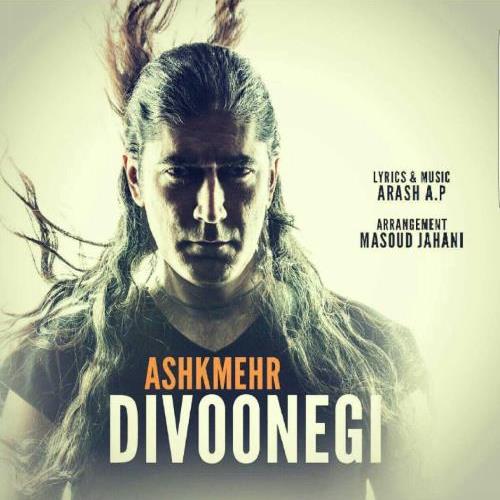 LYRICS & MUSIC
ARASH A.P
ARRANGEMENT
MASOUD JAHANI
ASHKMEHR
DIVOONEGI